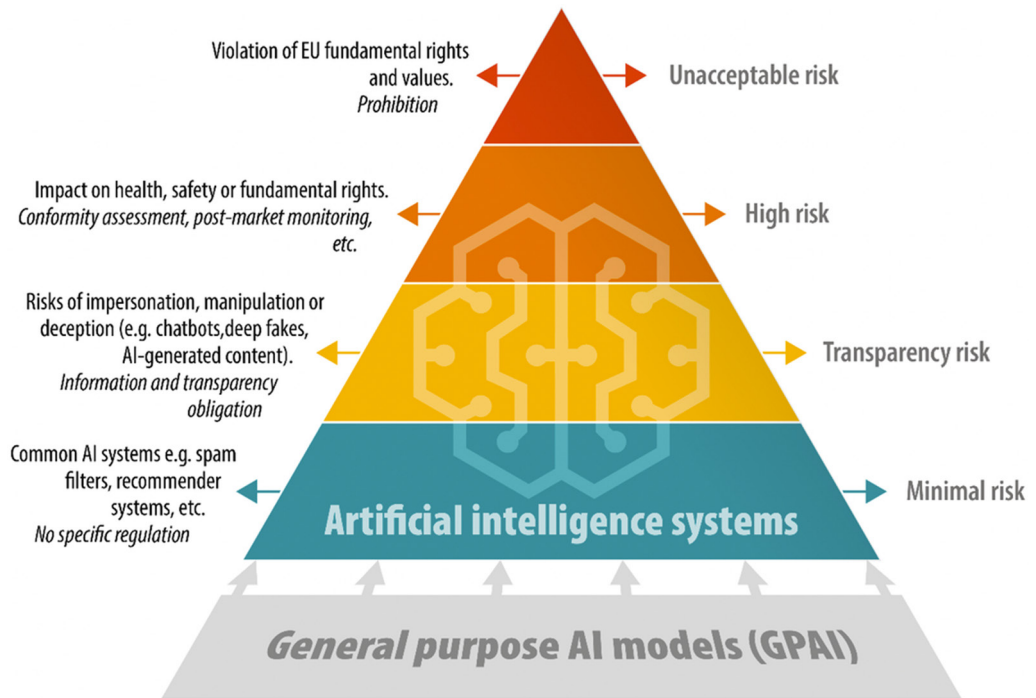 Violation of EU fundamental rights
and values.
Prohibition
Unacceptable risk
Impact on health, safety or fundamental rights.
Conformity assessment, post-market monitoring,
etc.
High risk
Risks of impersonation, manipulation or
deception (e.g. chatbots,deep fakes,
AI-generated content).
Information and transparency
obligation
Transparency risk
Common AI systems e.g. spam
filters, recommender
systems, etc.
No specific regulation
Minimal risk
Artificial intelligence systems
General purpose AI models (GPAI)